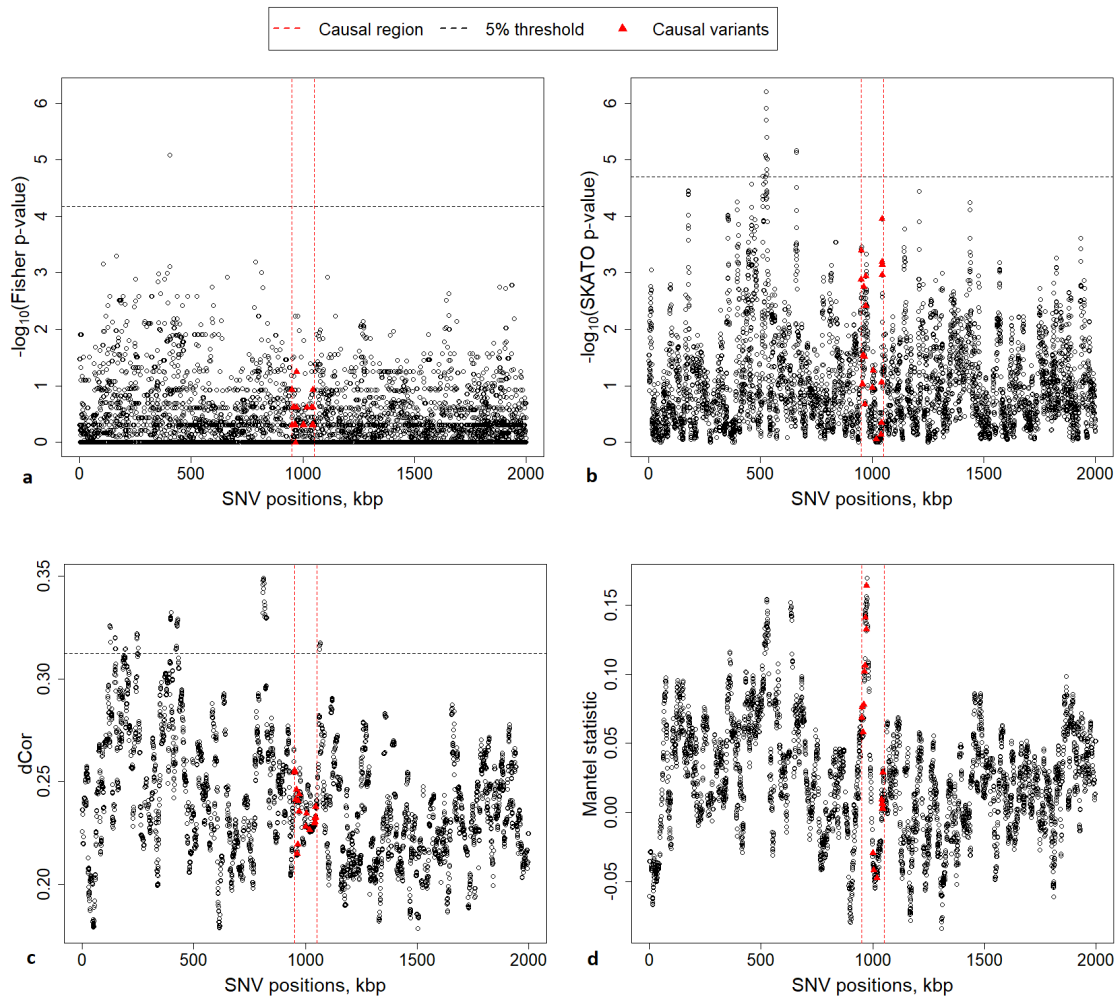 Causal region 5% threshold Causal variants
-log10(Fisher p-value)
6
5
4
3
2
1
0
0 500 1000 1500 2000
a
SNV positions, kbp
-log10(SKATO p-value)
6
5
4
3
2
1
0
0 500 1000 1500 2000
b
SNV positions, kbp
dCor
0.35
0.30
0.25
0.20
0 500 1000 1500 2000
c
SNV positions, kbp
Mantel statistic
0.15
0.10
0.05
0.00
-0.05
0 500 1000 1500 2000
d
SNV positions, kbp